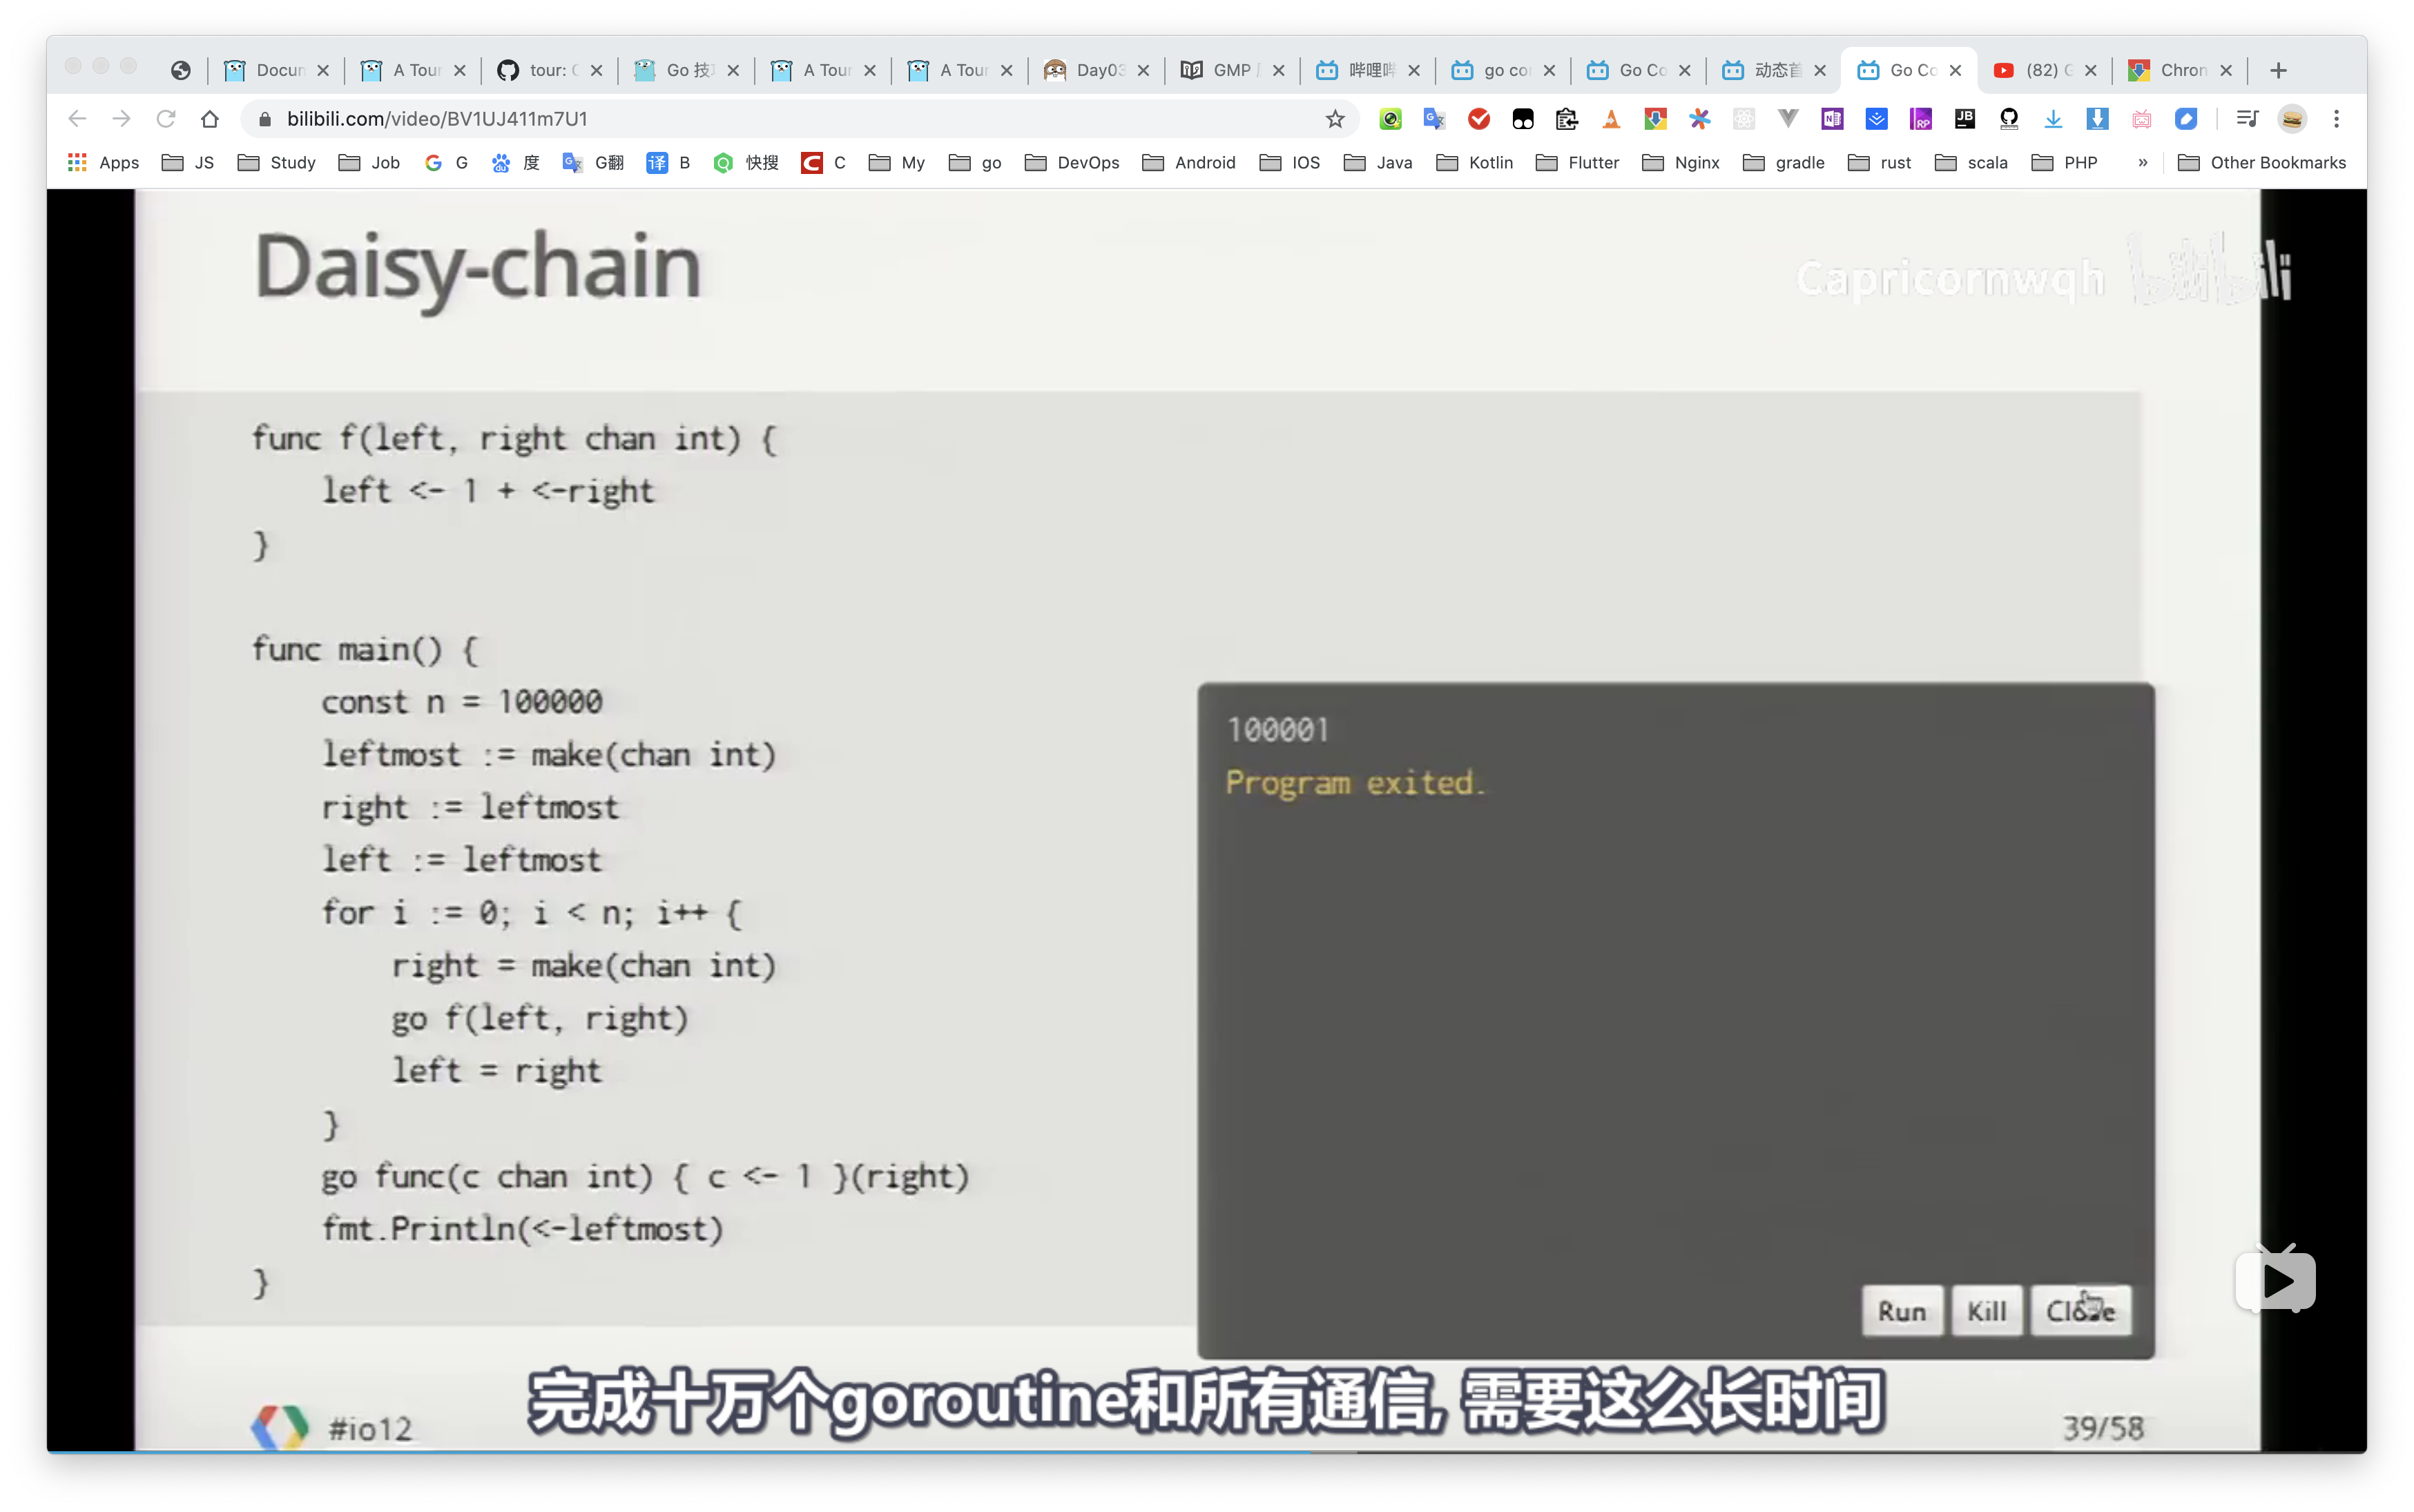 Docun
A Tour
tour: C
Go 技
A Tour
A Tour
Day03
GMP
哔哩哔
go co
Go Co
动态首
Go Co
(82) G
Chron
bilibili.com/video/BV1UJ411m7U1
Apps
JS
Study
Job
G
度
G翻
B
快搜
C
My
go
DevOps
Android
IOS
Java
Kotlin
Flutter
Nginx
gradle
rust
scala
PHP
»
Other Bookmarks
Daisy-chain
Capricornwqh bilibili
func f(left, right chan int) {
left <- 1 + <-right
}
func main() {
const n = 100000
leftmost := make(chan int)
right := leftmost
left := leftmost
for i := 0; i < n; i++ {
right = make(chan int)
go f(left, right)
left = right
}
go func(c chan int) { c <- 1 }(right)
fmt.Println(<-leftmost)
}
100001
Program exited.
Run
Kill
Close
完成十万个goroutine和所有通信, 需要这么长时间
#io12
39/58